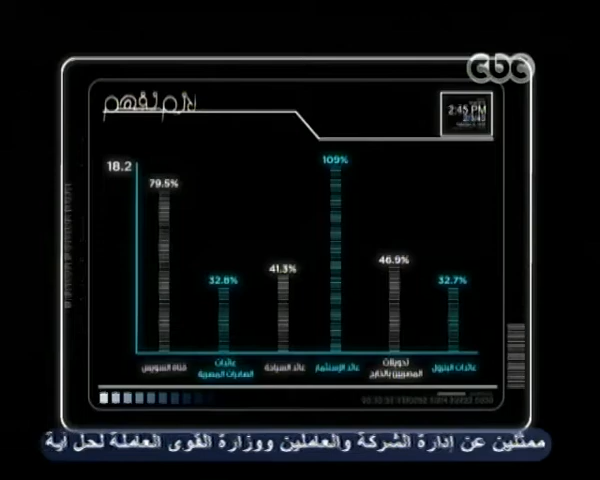 cbc
2:45 PM
18.2
79.5%
32.8%
41.3%
109%
46.9%
32.7%
قناة السويس
عائدات
الصادرات المصرية
عائد السياحة
عائد الإستثمار
تحويلات
المصريين بالخارج
عائدات البترول
ممثلين عن إدارة الشركة والعاملين ووزارة القوى العاملة لحل أية